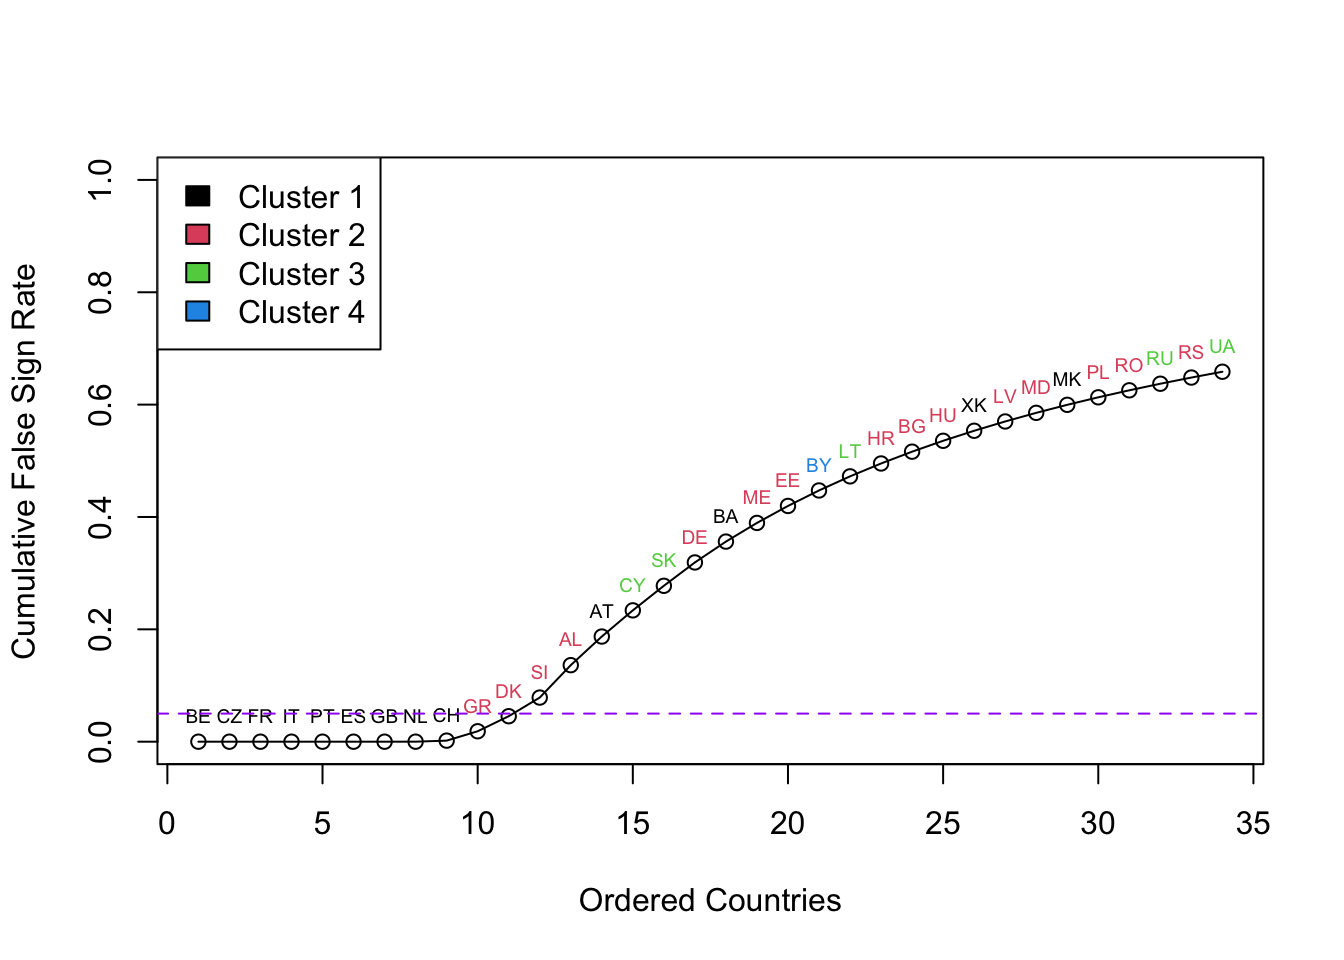 Cluster 1
Cluster 2
Cluster 3
Cluster 4
Cumulative False Sign Rate
1.0
0.8
0.6
0.4
0.2
0.0
BE CZ FR IT PT ES GB NL CH GR DK SI AL AT CY SK DE BA ME EE BY LT HR BG HU XK LV MD MK PL RO RU RS UA
0 5 10 15 20 25 30 35
Ordered Countries